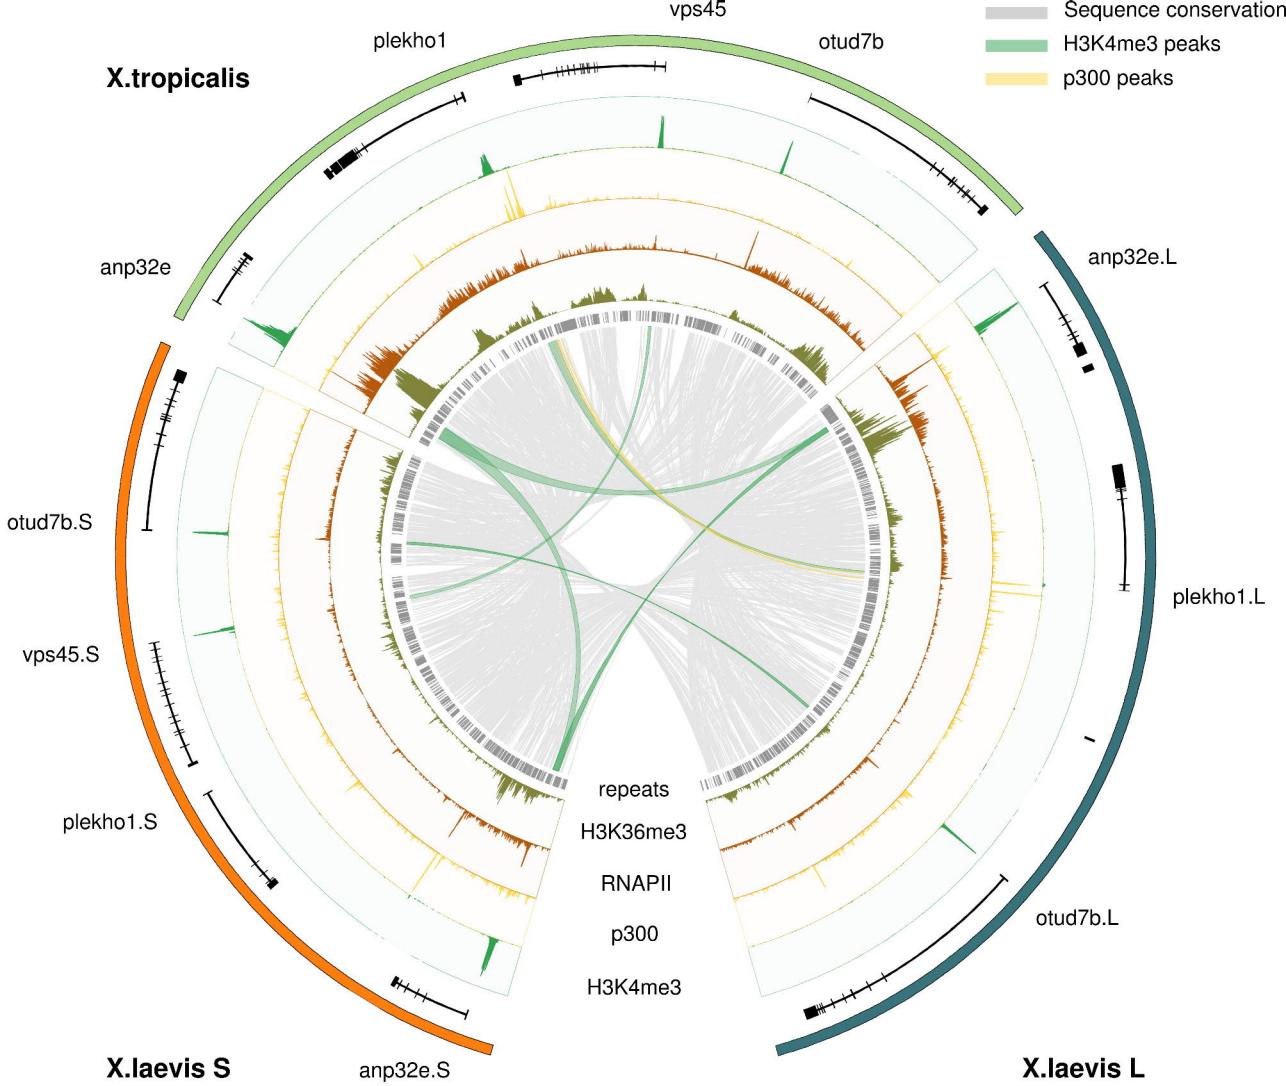 vps45
Sequence conservation
plekho1
otud7b
H3K4me3 peaks
X.tropicalis
p300 peaks
anp32e
anp32e.L
otud7b.S
plekho1.L
vps45.S
repeats
plekho1.S
H3K36me3
RNAPII
otud7b.L
p300
H3K4me3
X.laevis S
anp32e.S
X.laevis L